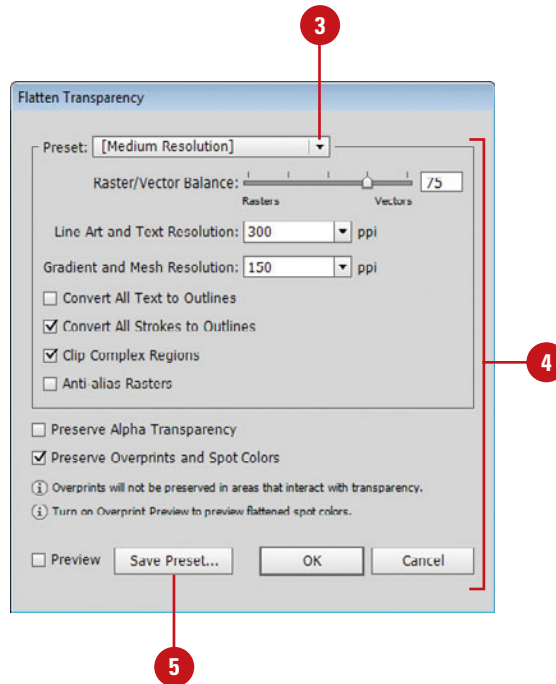 3
Flatten Transparency
Preset: [Medium Resolution]
Raster/Vector Balance: 75
Rasters Vectors
Line Art and Text Resolution: 300 ppi
Gradient and Mesh Resolution: 150 ppi
Convert All Text to Outlines
Convert All Strokes to Outlines
Clip Complex Regions
4
Anti-alias Rasters
Preserve Alpha Transparency
Preserve Overprints and Spot Colors
Overprints will not be preserved in areas that interact with transparency.
Turn on Overprint Preview to preview flattened spot colors.
Preview Save Preset... OK Cancel
5